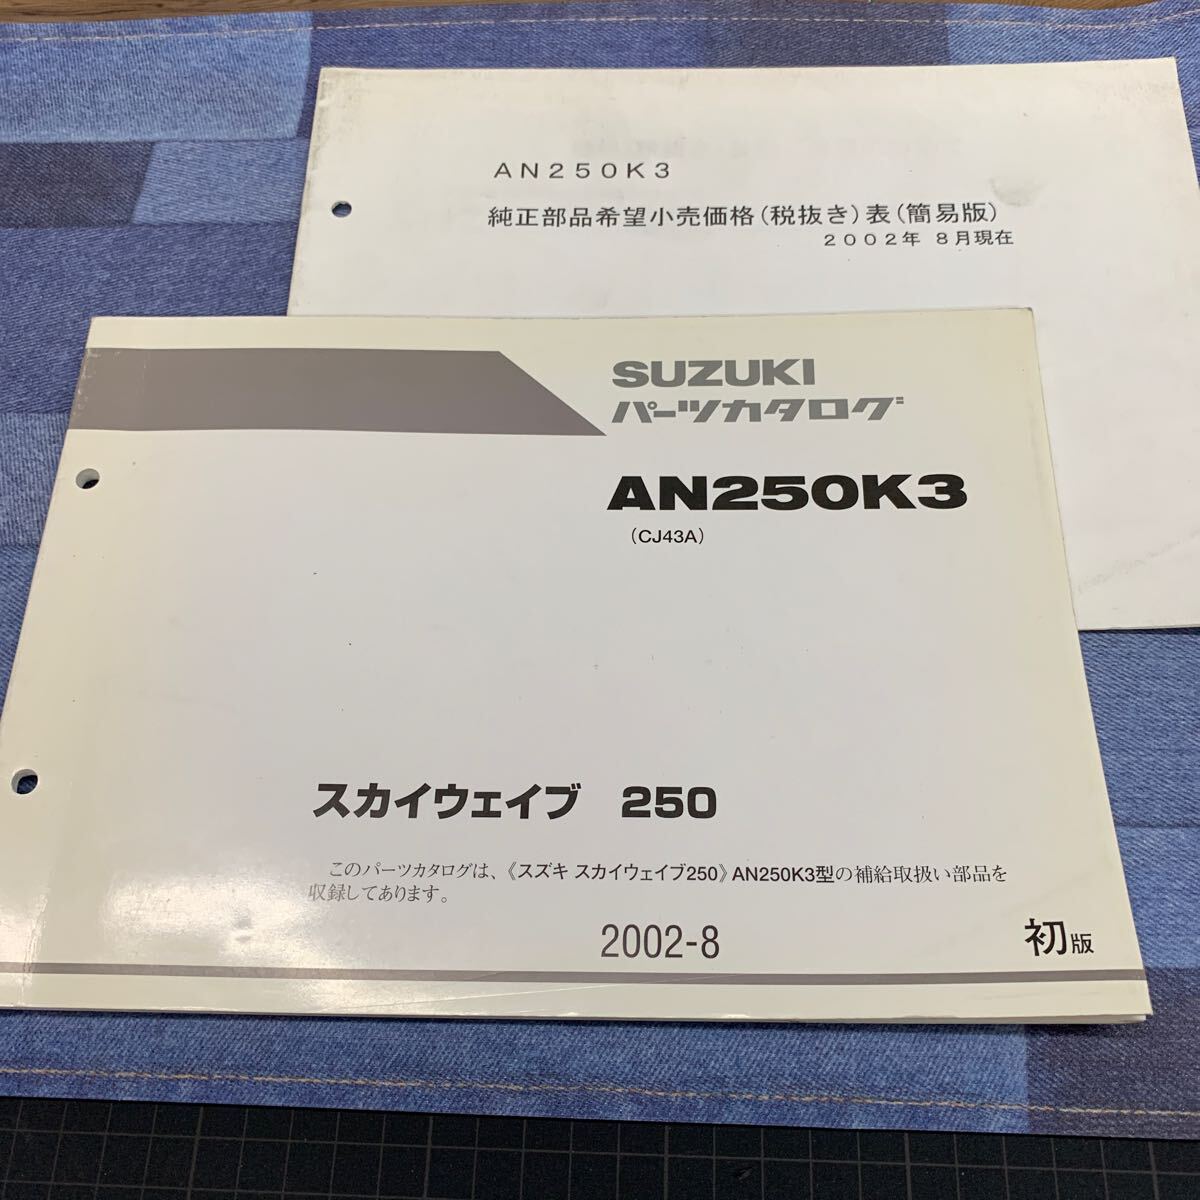 AN250K3
純正部品希望小売価格(税抜き)表(簡易版)
2002年 8月現在
SUZUKI
パーツカタログ
AN250K3
(CJ43A)
スカイウェイブ 250
このパーツカタログは、《スズキ スカイウェイブ250》AN250K3型の補給取扱い部品を
収録してあります。
2002-8
初版